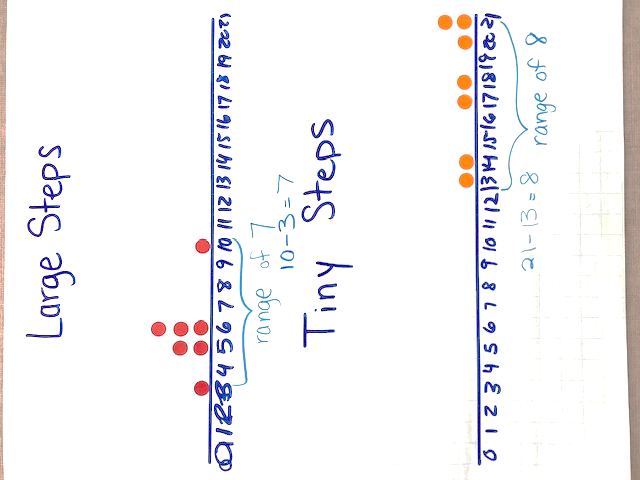 Large Steps
0 1 2 3 4 5 6 7 8 9 10 11 12 13 14 15 16 17 18 19 20 21
range of 7
10-3=7
Tiny Steps
0 1 2 3 4 5 6 7 8 9 10 11 12 13 14 15 16 17 18 19 20 21
21-13=8 range of 8